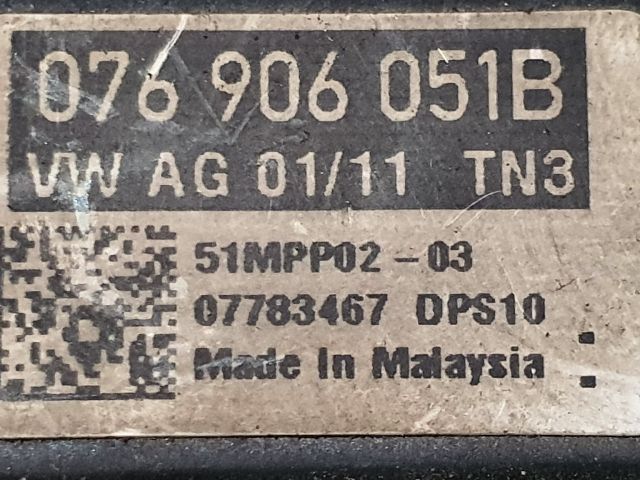 076 906 051B
VW AG 01/11 TN3
51MPP02-03
07783467 DPS10
Made In Malaysia